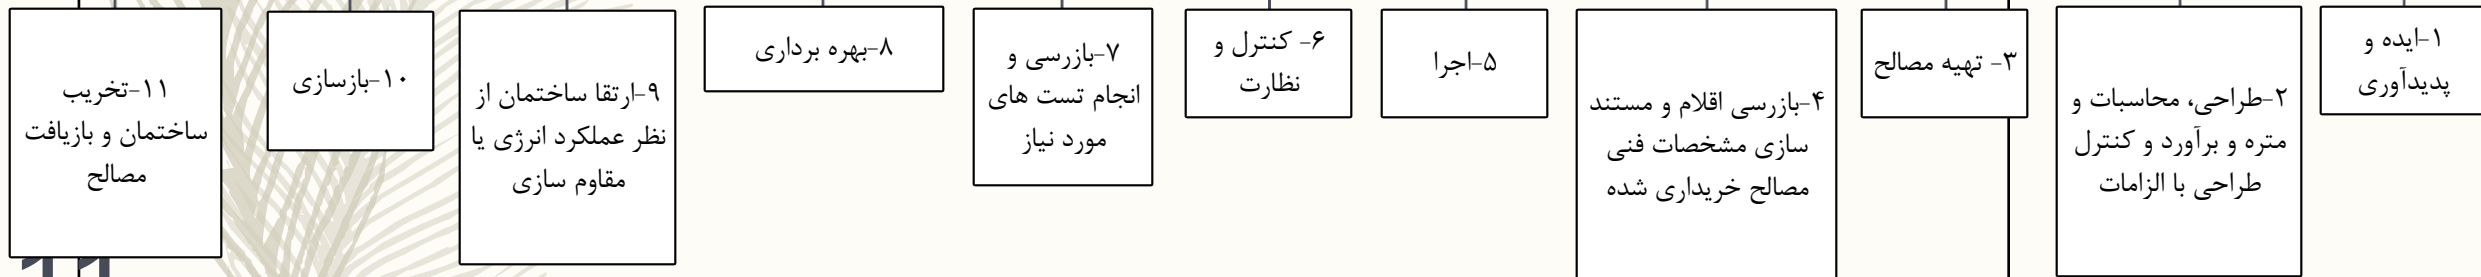 ۱-ایده و
پدیدآوری
۲-طراحی، محاسبات و
متره و برآورد و کنترل
طراحی با الزامات
۳- تهیه مصالح
۴-بازرسی اقلام و مستند
سازی مشخصات فنی
مصالح خریداری شده
۵-اجرا
۶- کنترل و
نظارت
۷-بازرسی و
انجام تست های
مورد نیاز
۸-بهره برداری
۹-ارتقا ساختمان از
نظر عملکرد انرژی یا
مقاوم سازی
۱۰-بازسازی
۱۱-تخریب
ساختمان و بازیافت
مصالح